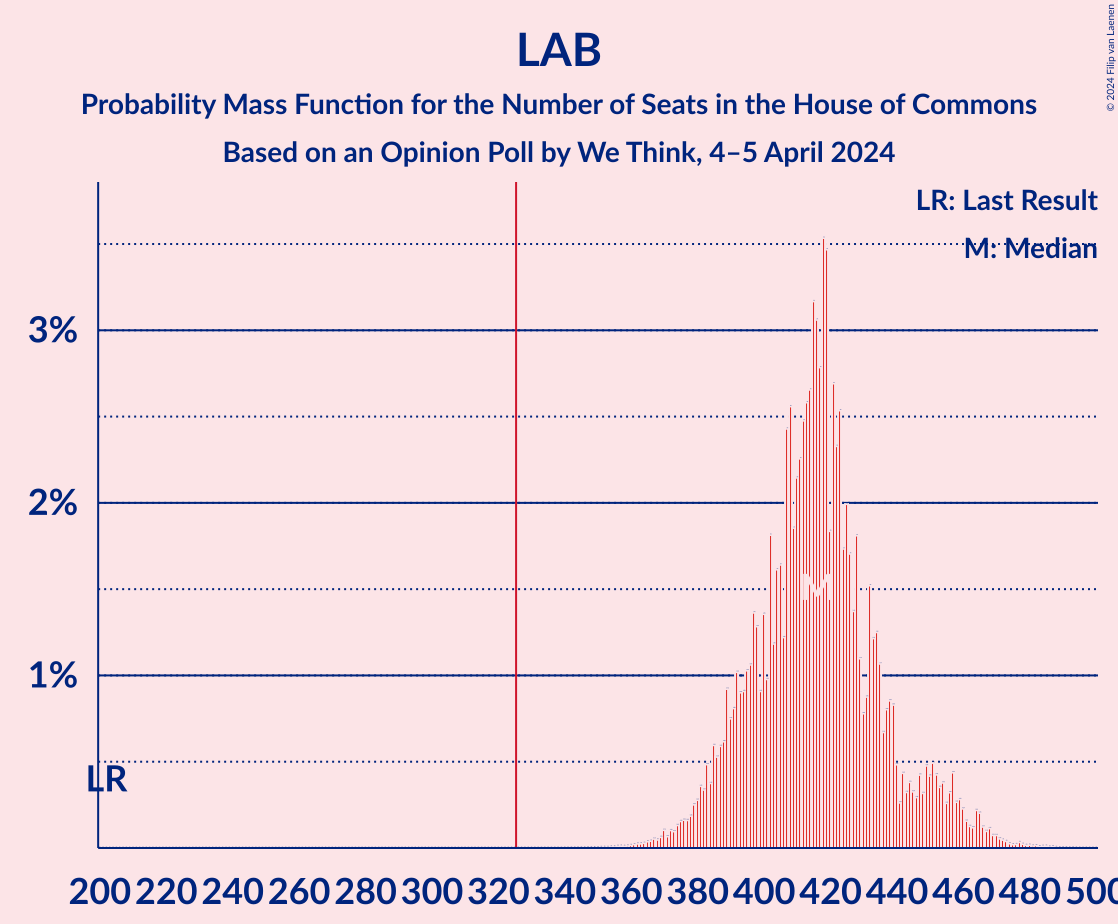 LAB
Probability Mass Function for the Number of Seats in the House of Commons
Based on an Opinion Poll by We Think, 4–5 April 2024
© 2024 Filip van Laenen
LR: Last Result
M: Median
3%
2%
1%
LR
M
200 220 240 260 280 300 320 340 360 380 400 420 440 460 480 500